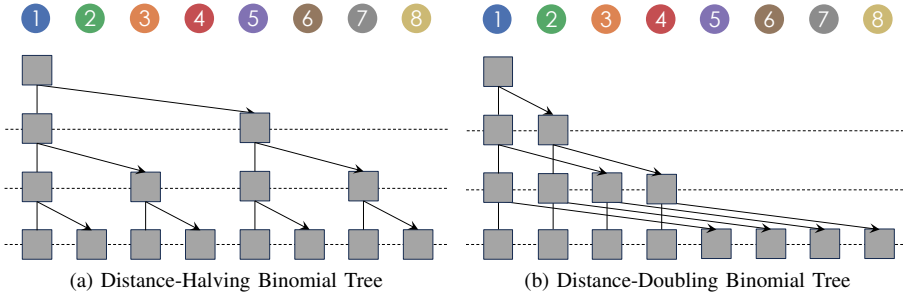 1 2 3 4 5 6 7 8
1 2 3 4 5 6 7 8
(a) Distance-Halving Binomial Tree
(b) Distance-Doubling Binomial Tree